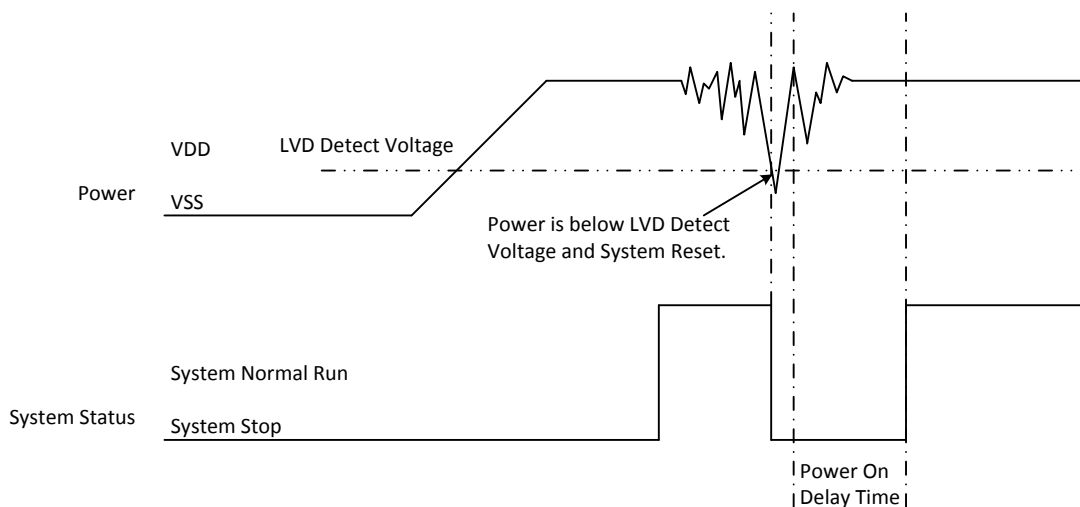 VDD
LVD Detect Voltage
Power
VSS
Power is below LVD Detect
Voltage and System Reset.
System Normal Run
System Status
System Stop
Power On
Delay Time